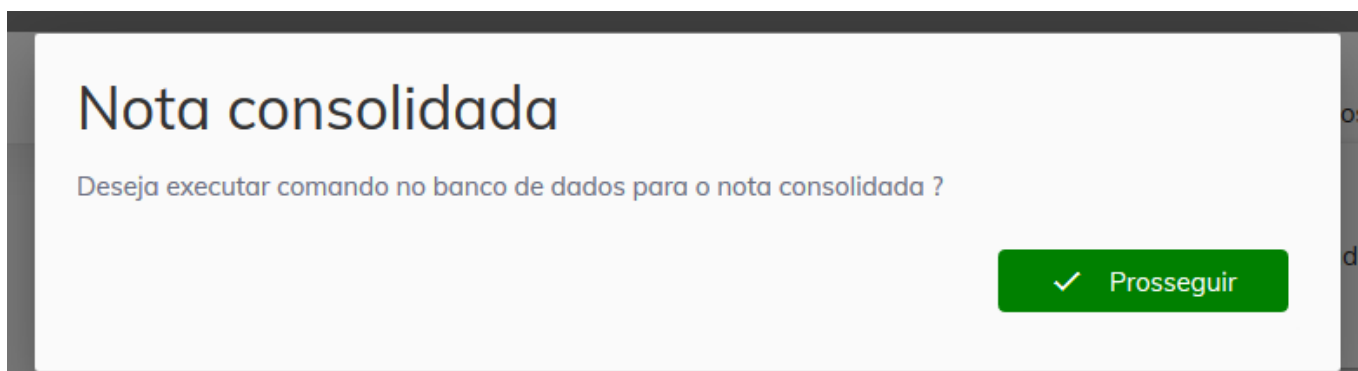 Nota consolidada
Deseja executar comando no banco de dados para o nota consolidada ?
Prosseguir